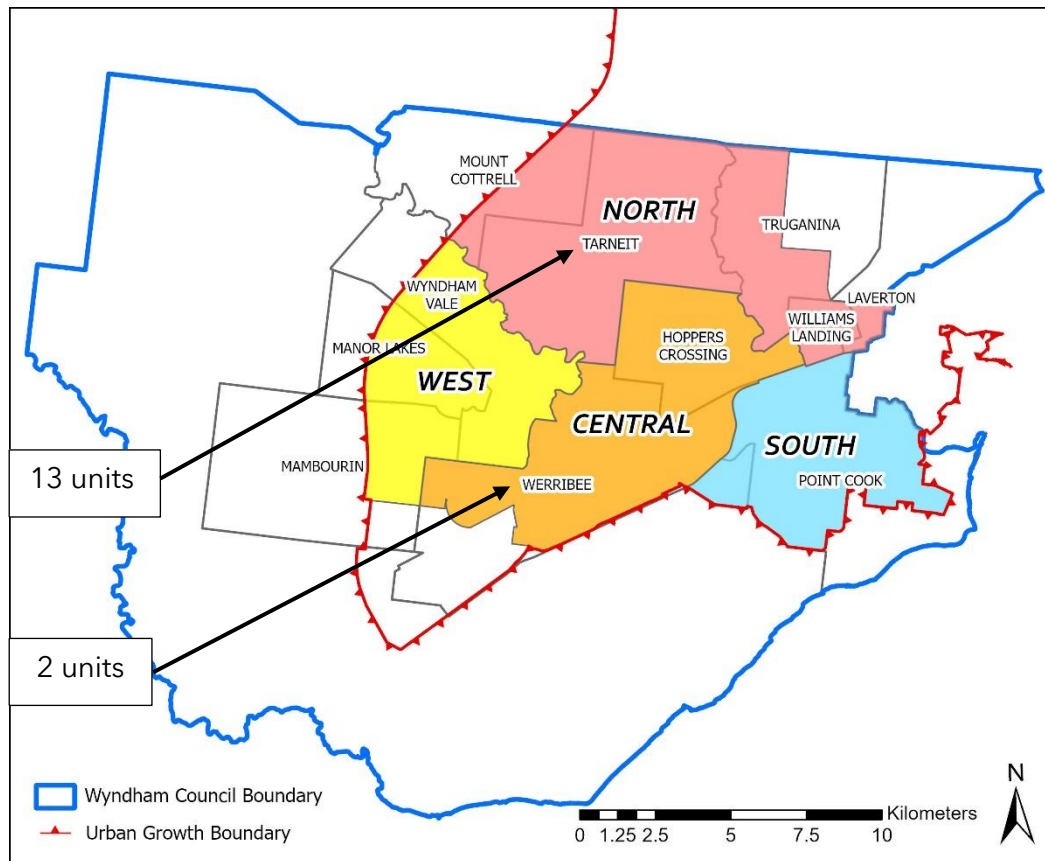 MOUNT
COTTRELL
NORTH
TARNEIT
TRUGANINA
WYNDHAM
VALE
LAVERTON
WILLIAMS
LANDING
HOPPERS
CROSSING
MANOR LAKES
WEST
CENTRAL
SOUTH
13 units
MAMBOURIN
WERRIBEE
POINT COOK
2 units
Wyndham Council Boundary
Urban Growth Boundary
Kilometers
0 1.25 2.5 5 7.5 10
N